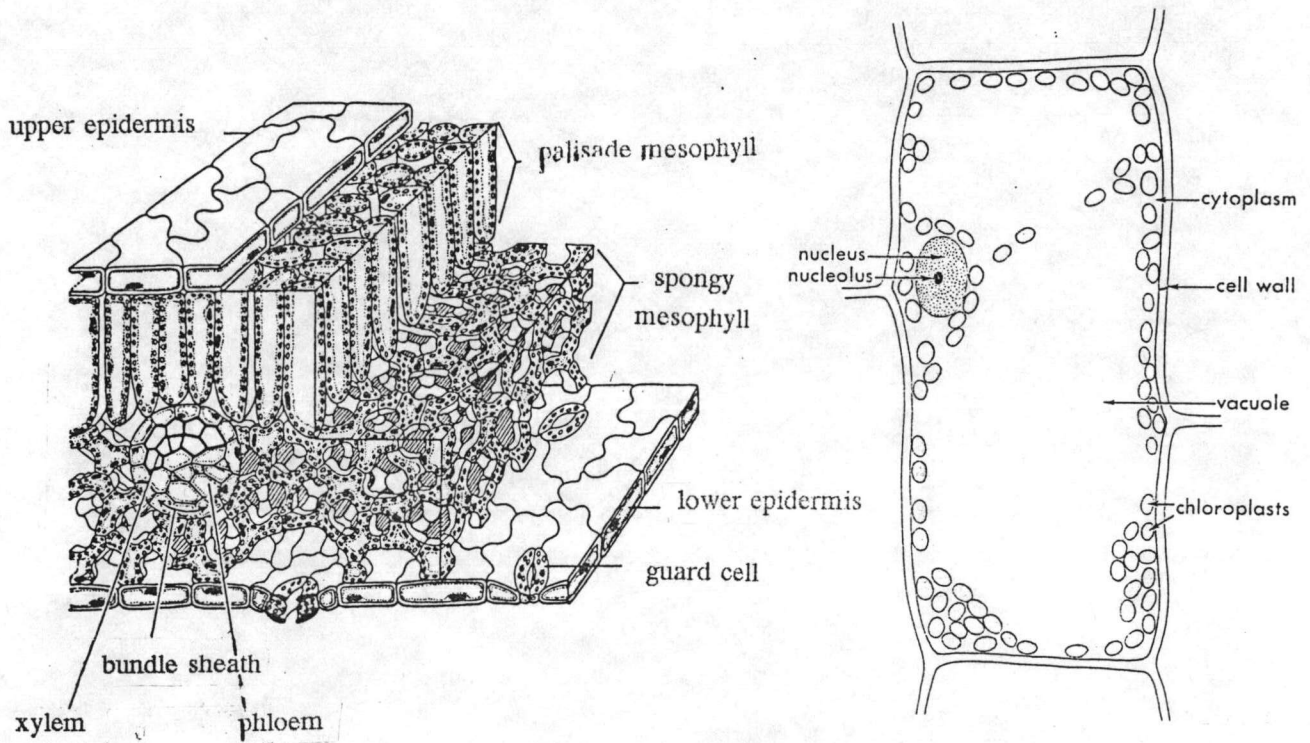 upper epidermis
palisade mesophyll
spongy
mesophyll
lower epidermis
guard cell
bundle sheath
xylem
phloem
cytoplasm
nucleus
nucleolus
cell wall
vacuole
chloroplasts